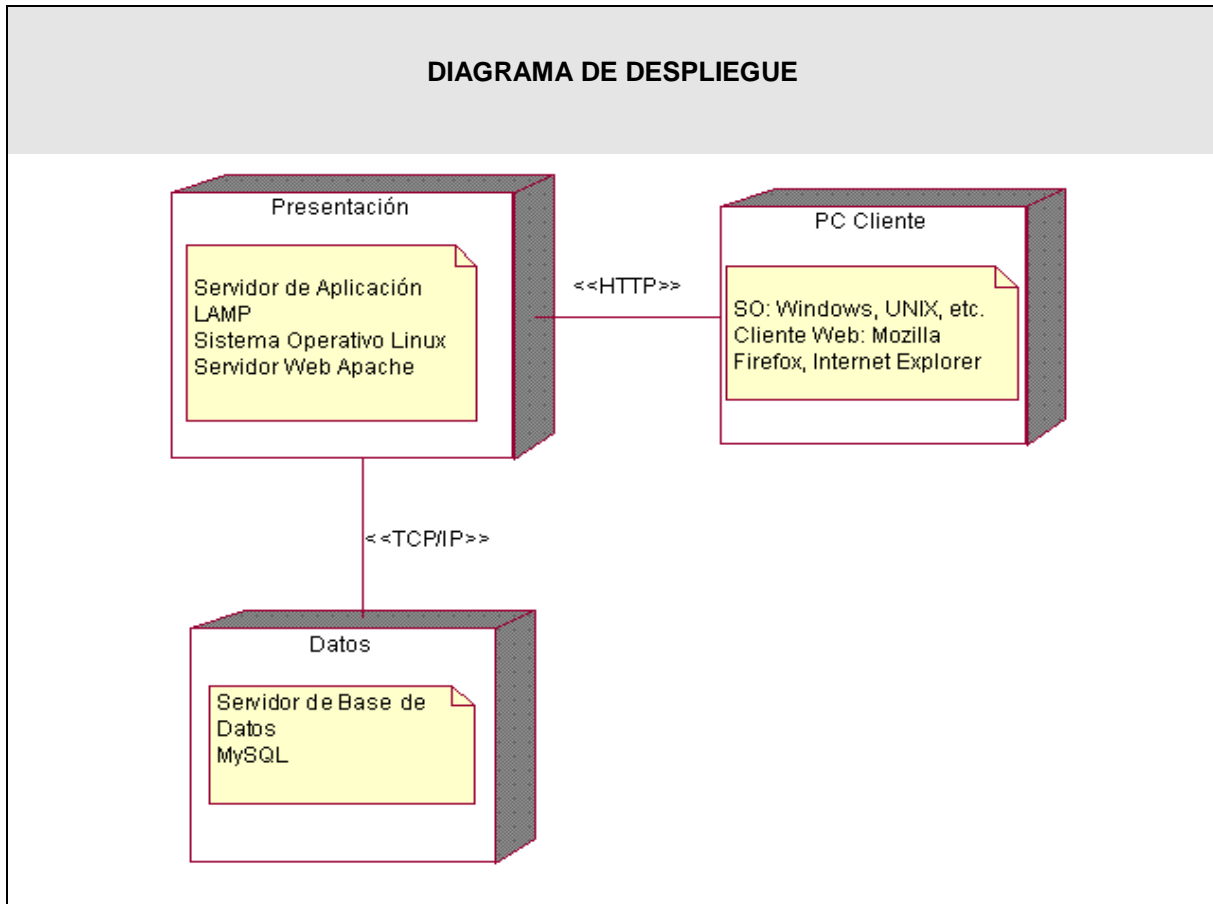 DIAGRAMA DE DESPLIEGUE
Presentación
Servidor de Aplicación
LAMP
Sistema Operativo Linux
Servidor Web Apache
<<HTTP>>
PC Cliente
SO: Windows, UNIX, etc.
Cliente Web: Mozilla
Firefox, Internet Explorer
<<TCP/IP>>
Datos
Servidor de Base de
Datos
MySQL